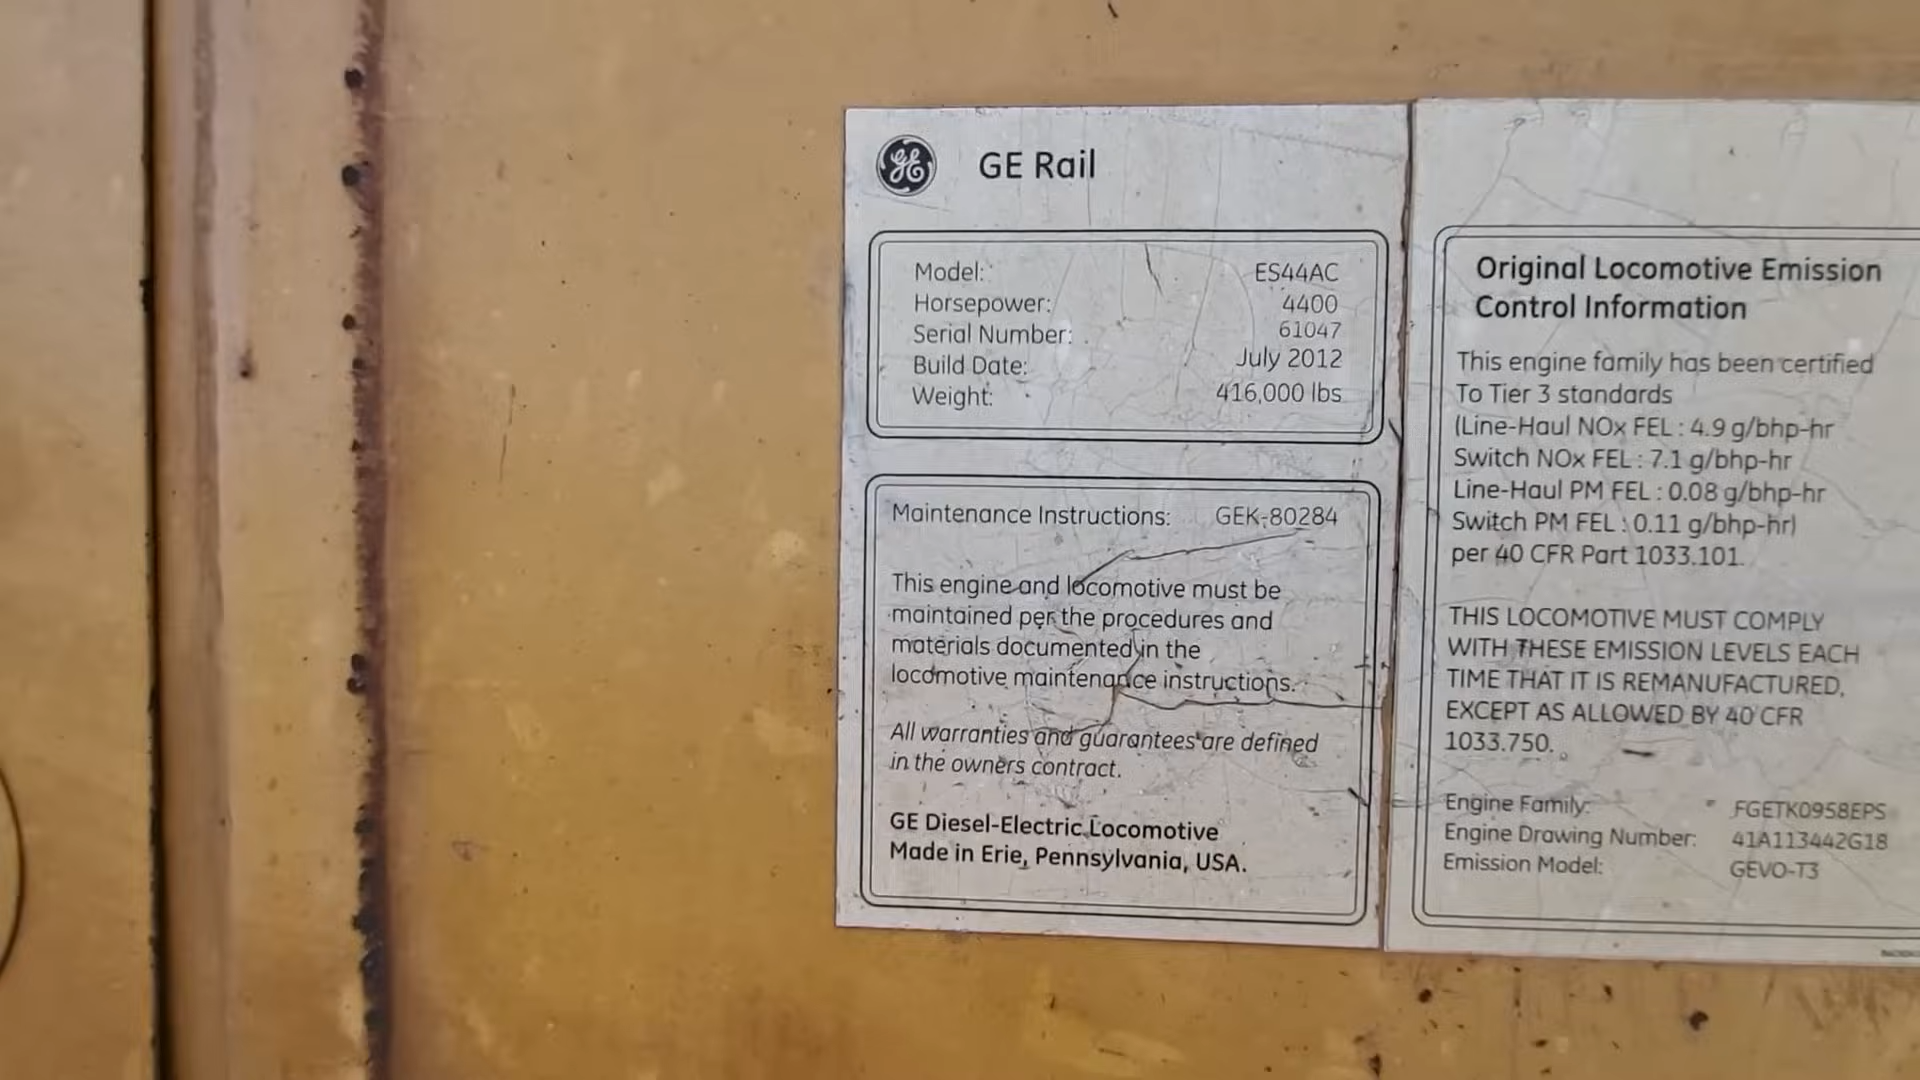 GE GE Rail
Model: ES44AC
Horsepower: 4400
Serial Number: 61047
Build Date: July 2012
Weight: 416,000 lbs
Maintenance Instructions: GEK-80284
This engine and locomotive must be
maintained per the procedures and
materials documented in the
locomotive maintenance instructions.
All warranties and guarantees are defined
in the owners contract.
GE Diesel-Electric Locomotive
Made in Erie, Pennsylvania, USA.
Original Locomotive Emission
Control Information
This engine family has been certified
To Tier 3 standards
(Line-Haul NOx FEL : 4.9 g/bhp-hr
Switch NOx FEL : 7.1 g/bhp-hr
Line-Haul PM FEL : 0.08 g/bhp-hr
Switch PM FEL : 0.11 g/bhp-hr)
per 40 CFR Part 1033.101.
THIS LOCOMOTIVE MUST COMPLY
WITH THESE EMISSION LEVELS EACH
TIME THAT IT IS REMANUFACTURED,
EXCEPT AS ALLOWED BY 40 CFR
1033.750.
Engine Family: FGETK0958EPS
Engine Drawing Number: 41A113442G18
Emission Model: GEVO-T3